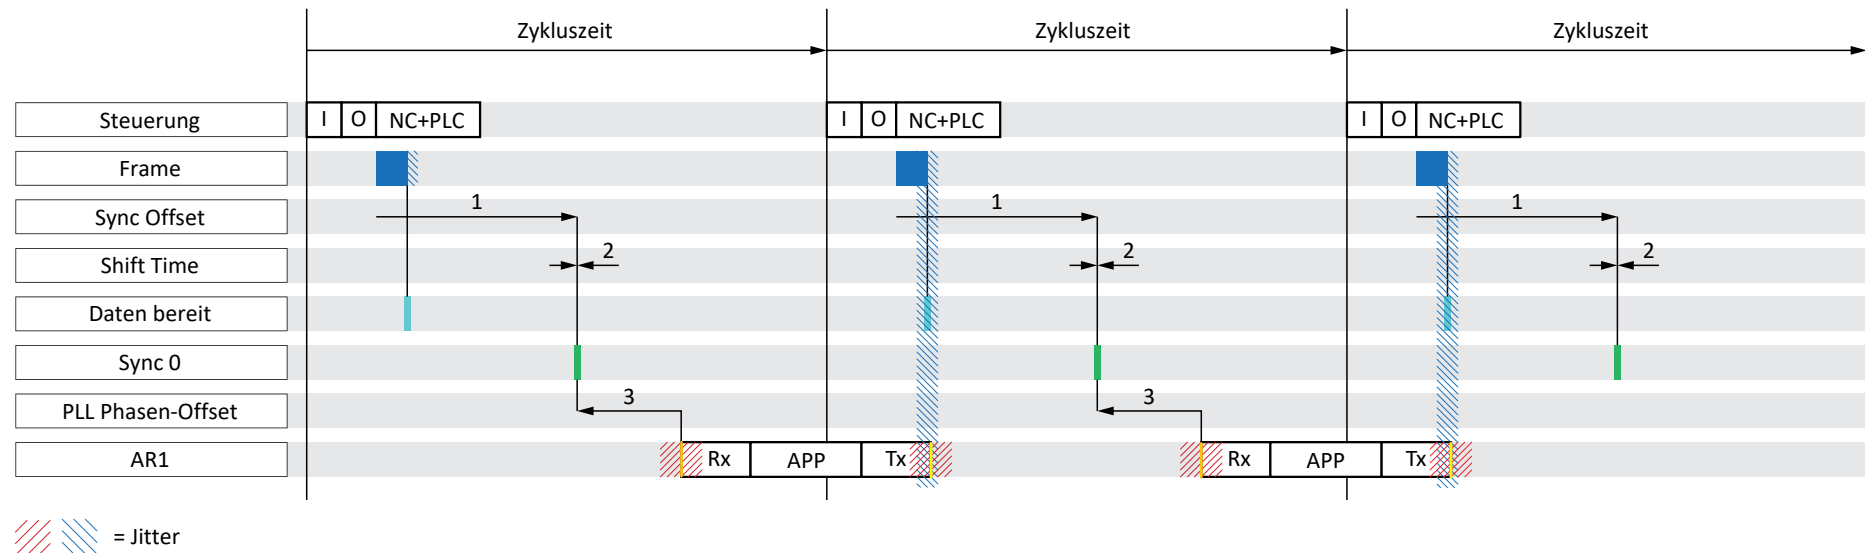 Zykluszeit Zykluszeit Zykluszeit
Steuerung I O NC+PLC I O NC+PLC I O NC+PLC
Frame
Sync Offset 1 1 1
Shift Time 2 2 2
Daten bereit
Sync 0
PLL Phasen-Offset 3 3
AR1 Rx APP Tx Rx APP Tx
= Jitter